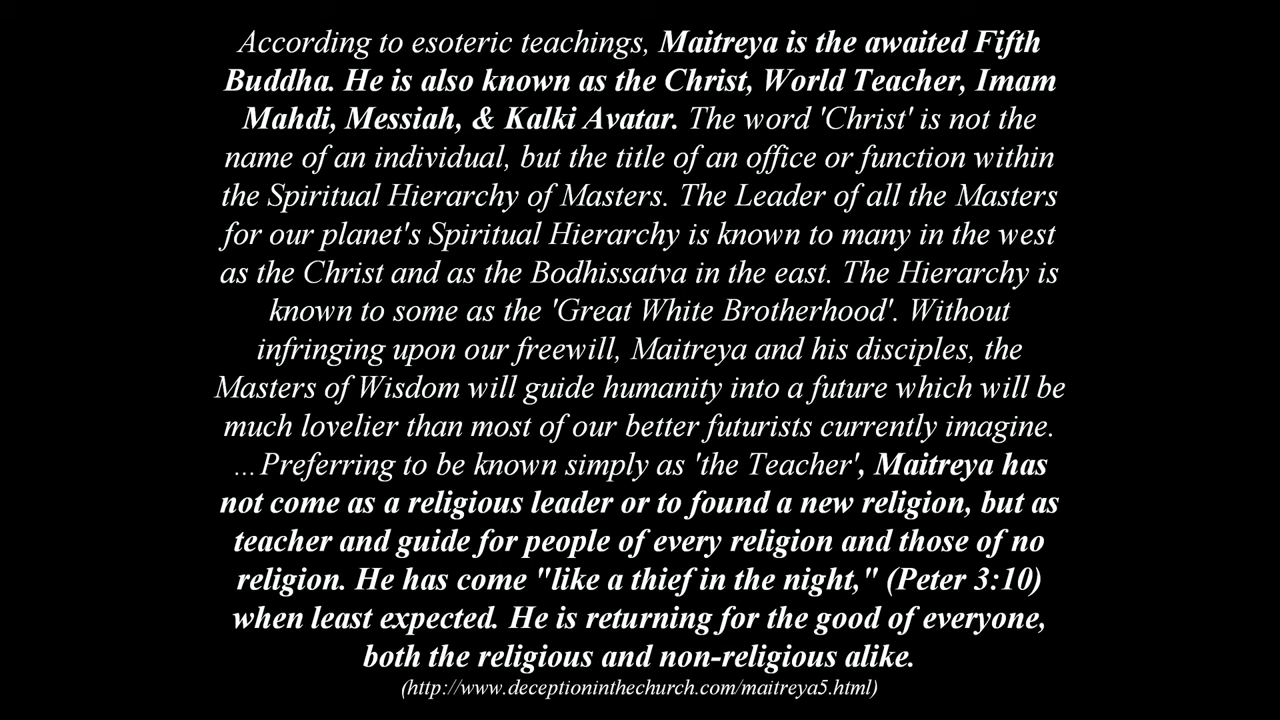 According to esoteric teachings, Maitreya is the awaited Fifth
Buddha. He is also known as the Christ, World Teacher, Imam
Mahdi, Messiah, & Kalki Avatar. The word 'Christ' is not the
name of an individual, but the title of an office or function within
the Spiritual Hierarchy of Masters. The Leader of all the Masters
for our planet's Spiritual Hierarchy is known to many in the west
as the Christ and as the Bodhissatva in the east. The Hierarchy is
known to some as the 'Great White Brotherhood'. Without
infringing upon our freewill, Maitreya and his disciples, the
Masters of Wisdom will guide humanity into a future which will be
much lovelier than most of our better futurists currently imagine.
...Preferring to be known simply as 'the Teacher', Maitreya has
not come as a religious leader or to found a new religion, but as
teacher and guide for people of every religion and those of no
religion. He has come "like a thief in the night," (Peter 3:10)
when least expected. He is returning for the good of everyone,
both the religious and non-religious alike.
(http://www.deceptioninthechurch.com/maitreya5.html)